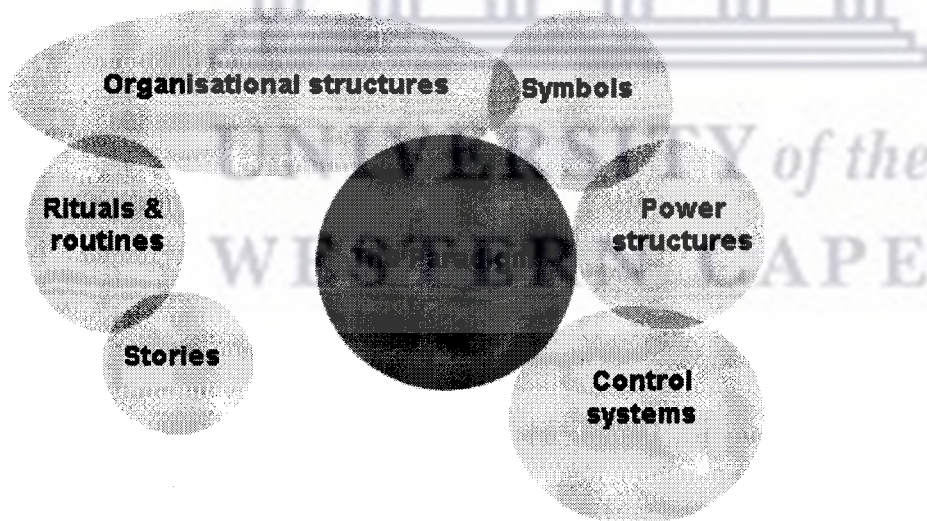 Organisational structures
Symbols
UNIVERSITY of the
WESTERN CAPE
Rituals &
routines
Power
structures
Stories
Control
systems